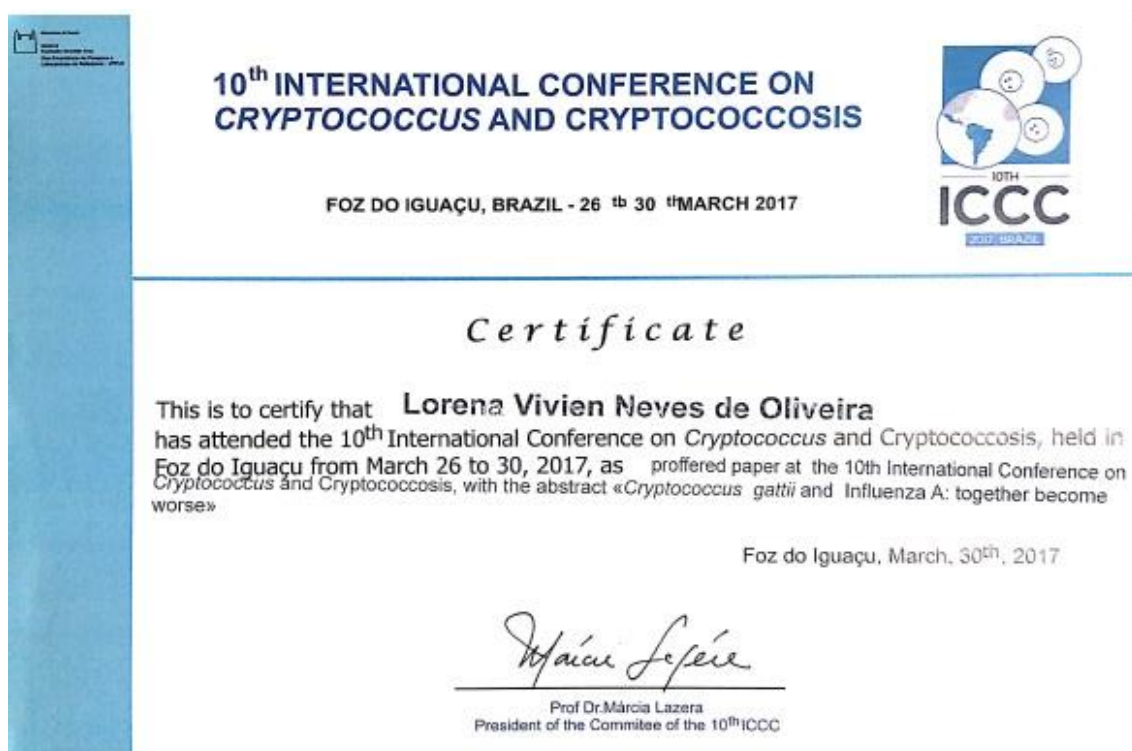 10th INTERNATIONAL CONFERENCE ON
CRYPTOCOCCUS AND CRYPTOCOCCOSIS
FOZ DO IGUAÇU, BRAZIL - 26 tb 30 thMARCH 2017
10TH
ICCC
2017, BRAZIL
Certificate
This is to certify that Lorena Vivien Neves de Oliveira
has attended the 10th International Conference on Cryptococcus and Cryptococcosis, held in
Foz do Iguaçu from March 26 to 30, 2017, as proffered paper at the 10th International Conference on
Cryptococcus and Cryptococcosis, with the abstract «Cryptococcus gattii and Influenza A: together become
worse»
Foz do Iguaçu, March, 30th, 2017
Prof Dr.Márcia Lazera
President of the Commitee of the 10th ICCC